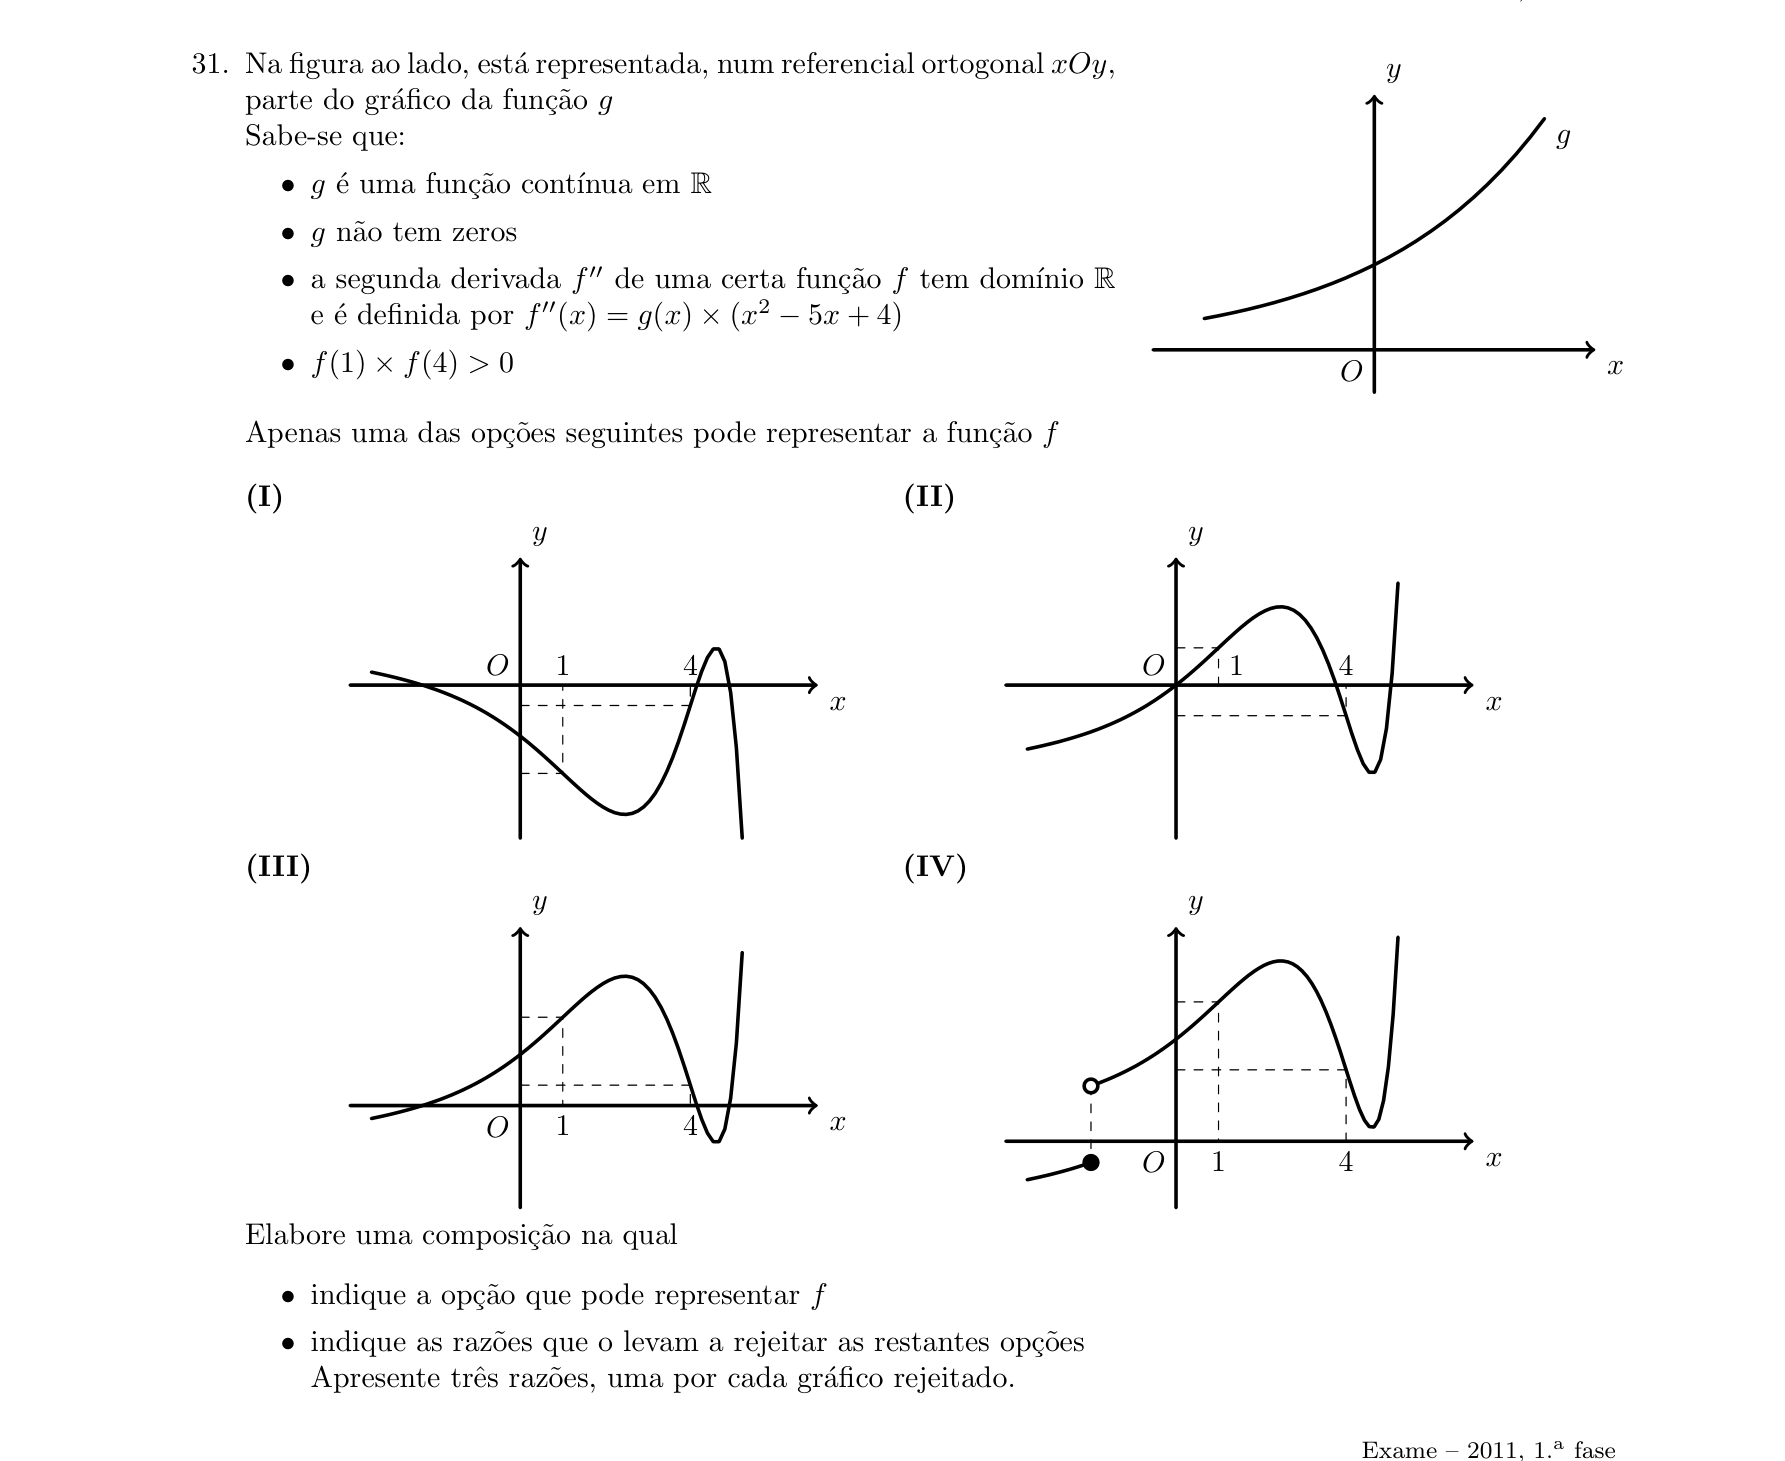 31. Na figura ao lado, está representada, num referencial ortogonal xOy,
parte do gráfico da função g
Sabe-se que:
• g é uma função contínua em ℝ
• g não tem zeros
• a segunda derivada f″ de uma certa função f tem domínio ℝ
e é definida por f″(x) = g(x) × (x² − 5x + 4)
• f(1) × f(4) > 0
y
g
O
x
Apenas uma das opções seguintes pode representar a função f
(I)
y
O 1 4
x
(II)
y
O 1 4
x
(III)
y
O 1 4
x
(IV)
y
O 1 4
x
Elabore uma composição na qual
• indique a opção que pode representar f
• indique as razões que o levam a rejeitar as restantes opções
Apresente três razões, uma por cada gráfico rejeitado.
Exame – 2011, 1.ª fase